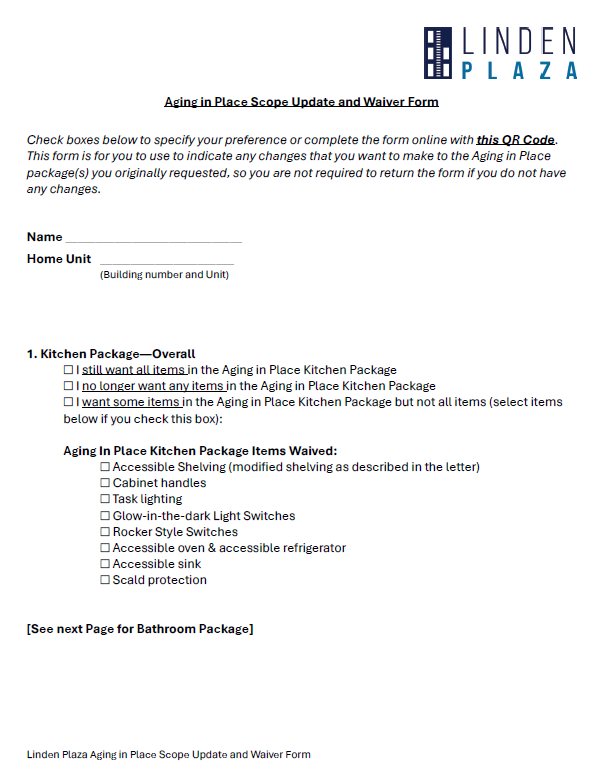 LINDEN
PLAZA
Aging in Place Scope Update and Waiver Form
Check boxes below to specify your preference or complete the form online with this QR Code.
This form is for you to use to indicate any changes that you want to make to the Aging in Place
package(s) you originally requested, so you are not required to return the form if you do not have
any changes.
Name ___________________________
Home Unit ____________________
(Building number and Unit)
1. Kitchen Package—Overall
☐ I still want all items in the Aging in Place Kitchen Package
☐ I no longer want any items in the Aging in Place Kitchen Package
☐ I want some items in the Aging in Place Kitchen Package but not all items (select items
below if you check this box):
Aging In Place Kitchen Package Items Waived:
☐ Accessible Shelving (modified shelving as described in the letter)
☐ Cabinet handles
☐ Task lighting
☐ Glow-in-the-dark Light Switches
☐ Rocker Style Switches
☐ Accessible oven & accessible refrigerator
☐ Accessible sink
☐ Scald protection
[See next Page for Bathroom Package]
Linden Plaza Aging in Place Scope Update and Waiver Form